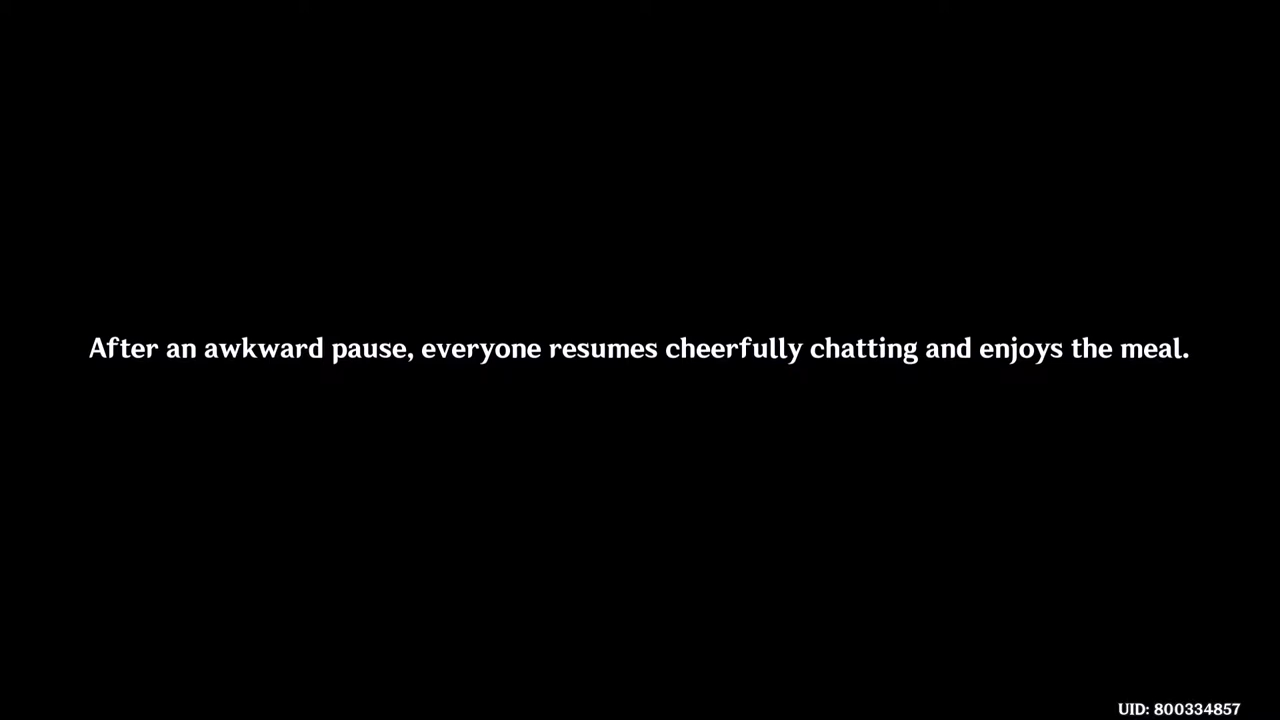 After an awkward pause, everyone resumes cheerfully chatting and enjoys the meal.
UID: 800334857